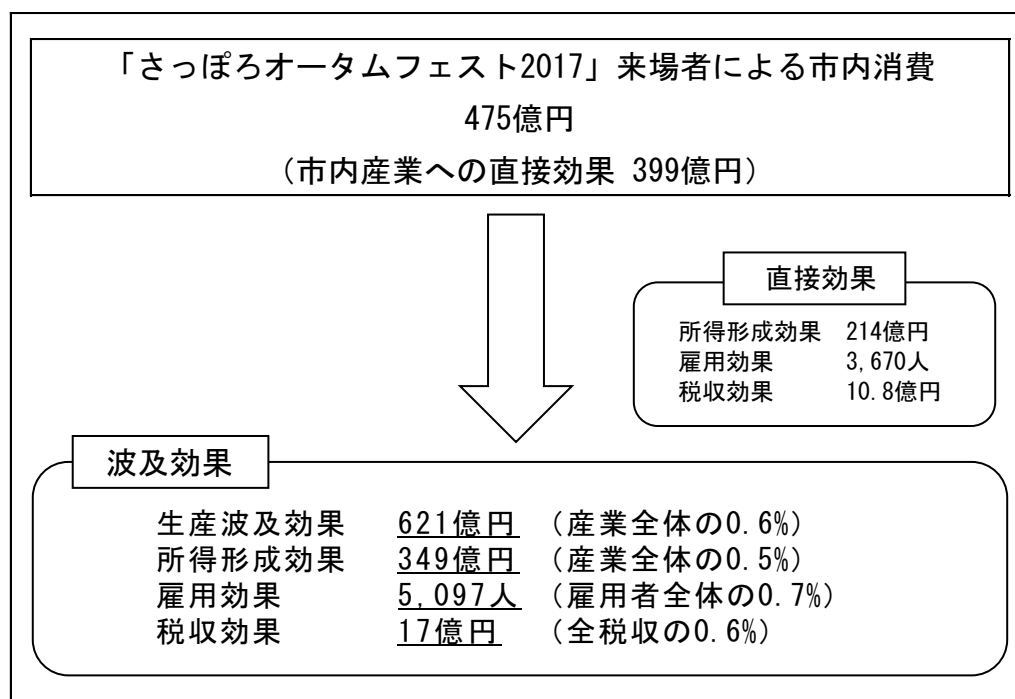 「さっぽろオータムフェスト2017」来場者による市内消費
475億円
（市内産業への直接効果 399億円）
直接効果
所得形成効果 214億円
雇用効果 3,670人
税収効果 10.8億円
波及効果
生産波及効果 621億円 （産業全体の0.6%）
所得形成効果 349億円 （産業全体の0.5%）
雇用効果 5,097人 （雇用者全体の0.7%）
税収効果 17億円 （全税収の0.6%）